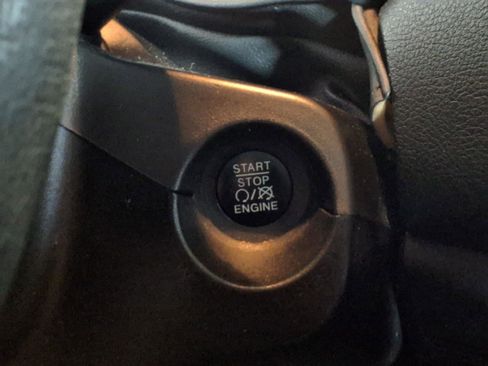 START
STOP
/
ENGINE